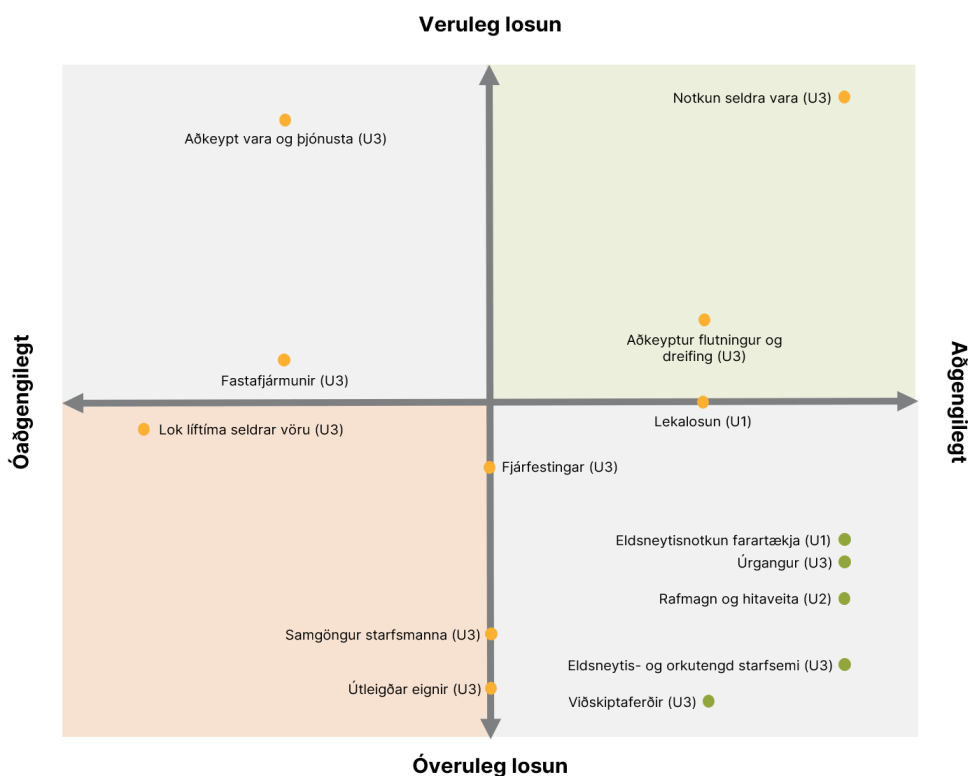 Veruleg losun
Notkun seldra vara (U3)
Aðkeypt vara og þjónusta (U3)
Aðkeyptur flutningur og
dreifing (U3)
Fastafjármunir (U3)
Óaðgengilegt
Aðgengilegt
Lekalosun (U1)
Lok líftíma seldrar vöru (U3)
Fjárfestingar (U3)
Eldsneytisnotkun farartækja (U1)
Úrgangur (U3)
Rafmagn og hitaveita (U2)
Samgöngur starfsmanna (U3)
Eldsneytis- og orkutengd starfsemi (U3)
Útleigðar eignir (U3)
Viðskiptaferðir (U3)
Óveruleg losun